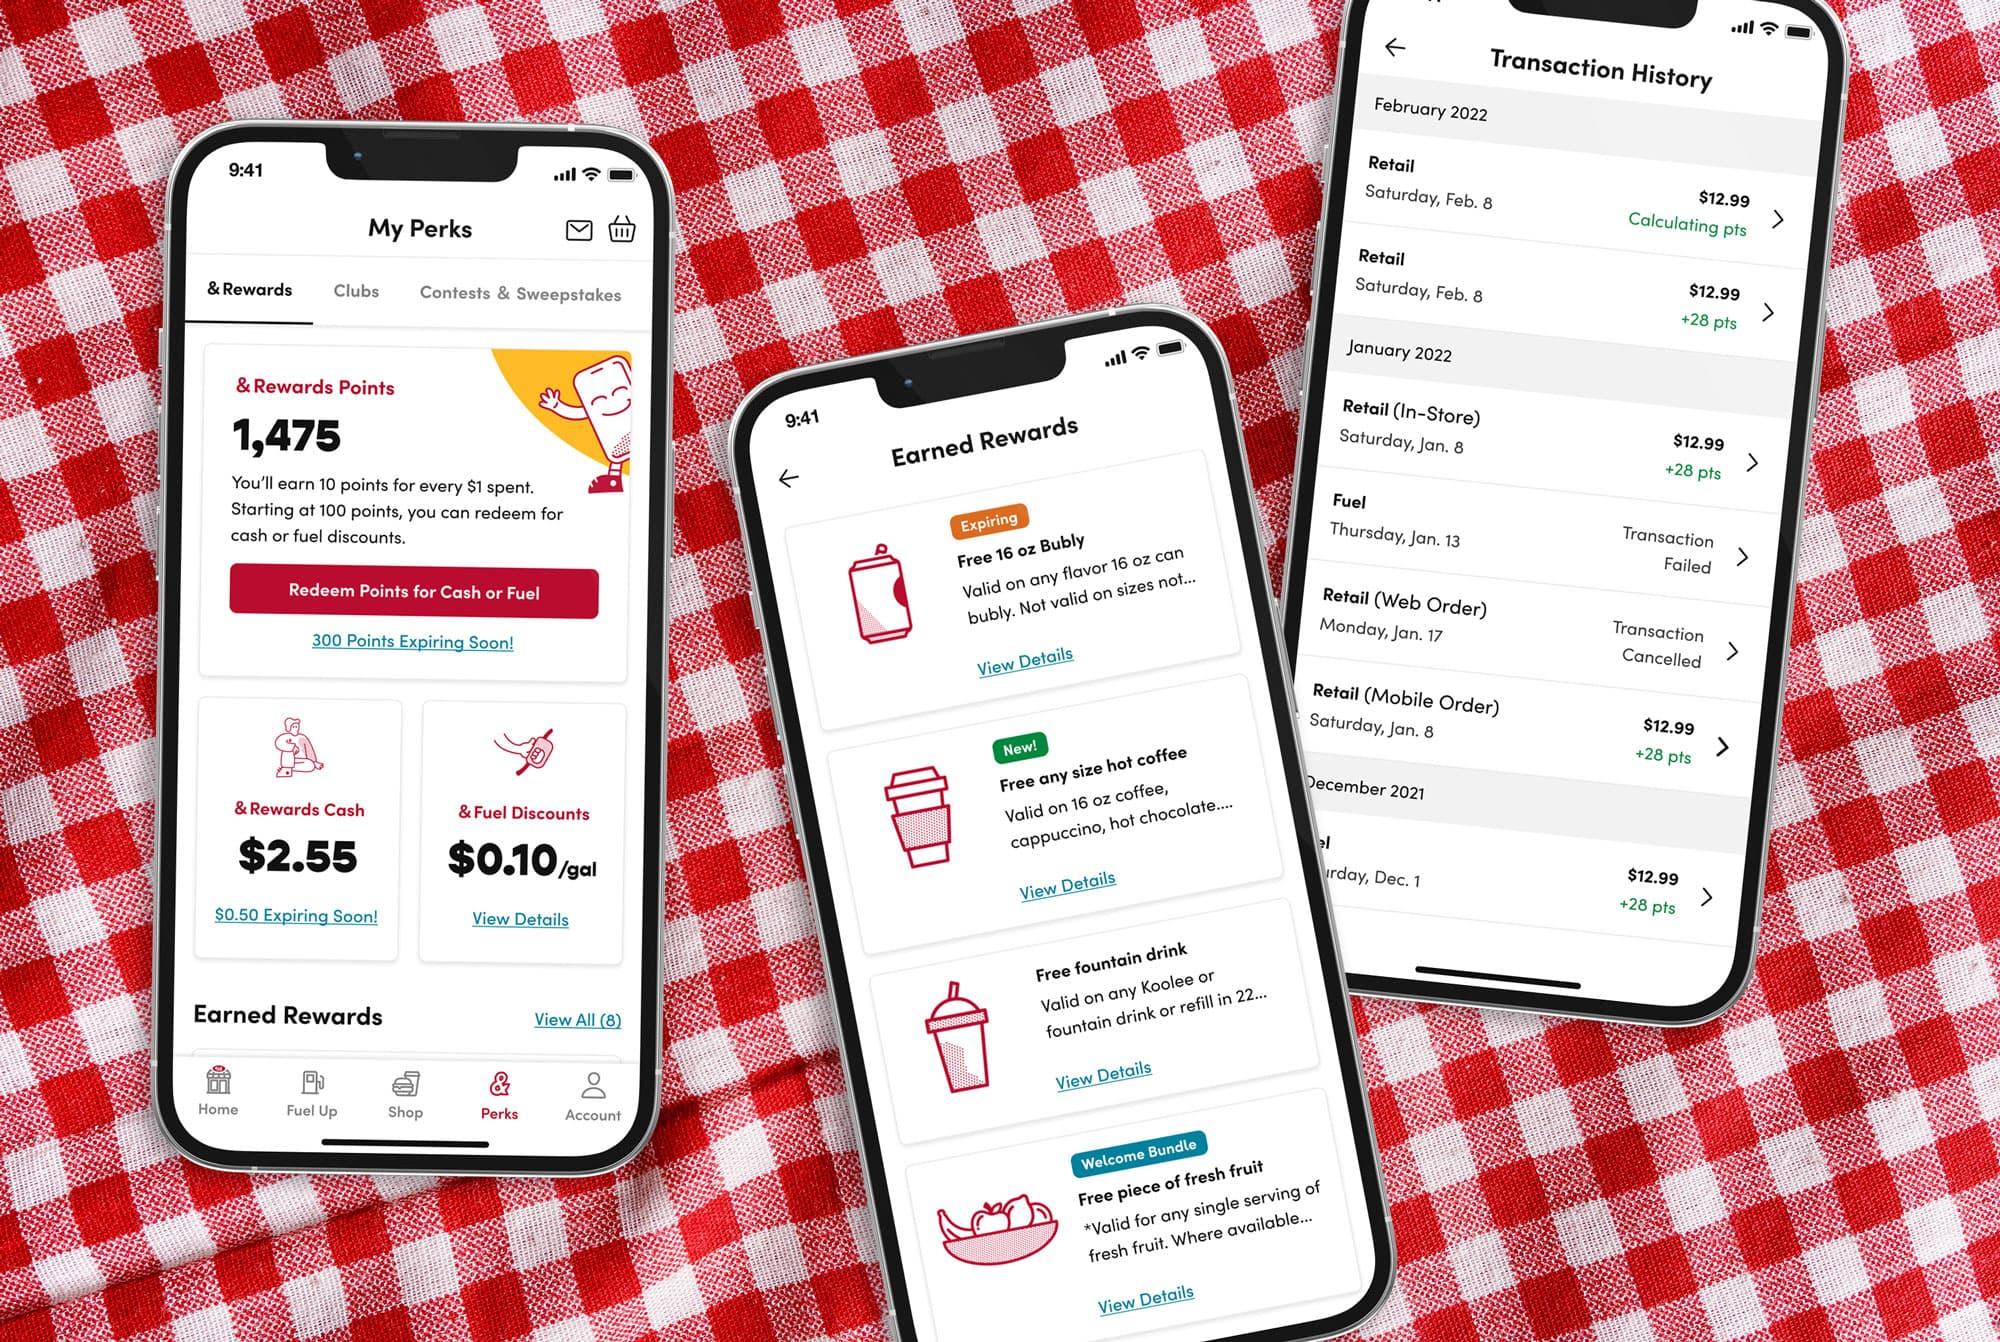 9:41
My Perks
& Rewards
Clubs
Contests & Sweepstakes
& Rewards Points
1,475
You'll earn 10 points for every $1 spent.
Starting at 100 points, you can redeem for
cash or fuel discounts.
Redeem Points for Cash or Fuel
300 Points Expiring Soon!
& Rewards Cash
$2.55
$0.50 Expiring Soon!
& Fuel Discounts
$0.10/gal
View Details
Earned Rewards
View All (8)
Home
Fuel Up
Shop
Perks
Account
9:41
Earned Rewards
Expiring
Free 16 oz Bubly
Valid on any flavor 16 oz can
bubly. Not valid on sizes not...
View Details
New!
Free any size hot coffee
Valid on 16 oz coffee,
cappuccino, hot chocolate....
View Details
Free fountain drink
Valid on any Koolee or
fountain drink or refill in 22...
View Details
Welcome Bundle
Free piece of fresh fruit
*Valid for any single serving of
fresh fruit. Where available...
View Details
Transaction History
February 2022
Retail
Saturday, Feb. 8
$12.99
Calculating pts
Retail
Saturday, Feb. 8
$12.99
+28 pts
January 2022
Retail (In-Store)
Saturday, Jan. 8
$12.99
+28 pts
Fuel
Thursday, Jan. 13
Transaction
Failed
Retail (Web Order)
Monday, Jan. 17
Transaction
Cancelled
Retail (Mobile Order)
Saturday, Jan. 8
$12.99
+28 pts
December 2021
el
rday, Dec. 1
$12.99
+28 pts